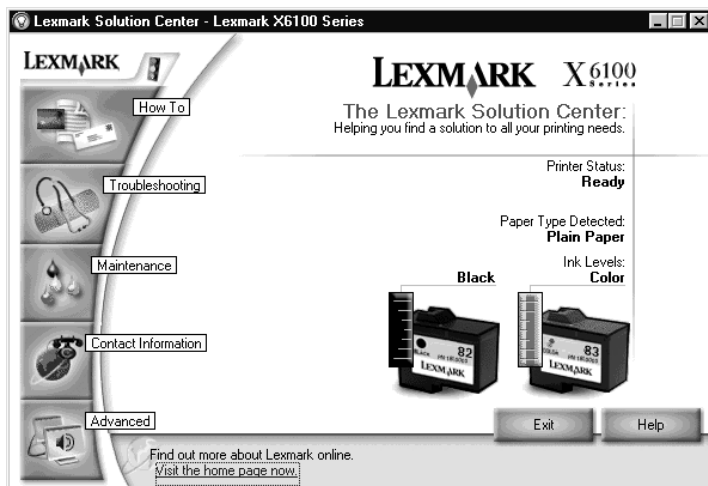 Lexmark Solution Center - Lexmark X6100 Series
LEXMARK
How To
Troubleshooting
Maintenance
Contact Information
Advanced
LEXMARK X6100
Series
The Lexmark Solution Center:
Helping you find a solution to all your printing needs.
Printer Status:
Ready
Paper Type Detected:
Plain Paper
Ink Levels:
Black
Color
BLACK
82
LEXMARK
COLOR
83
LEXMARK
Exit
Help
Find out more about Lexmark online.
Visit the home page now.